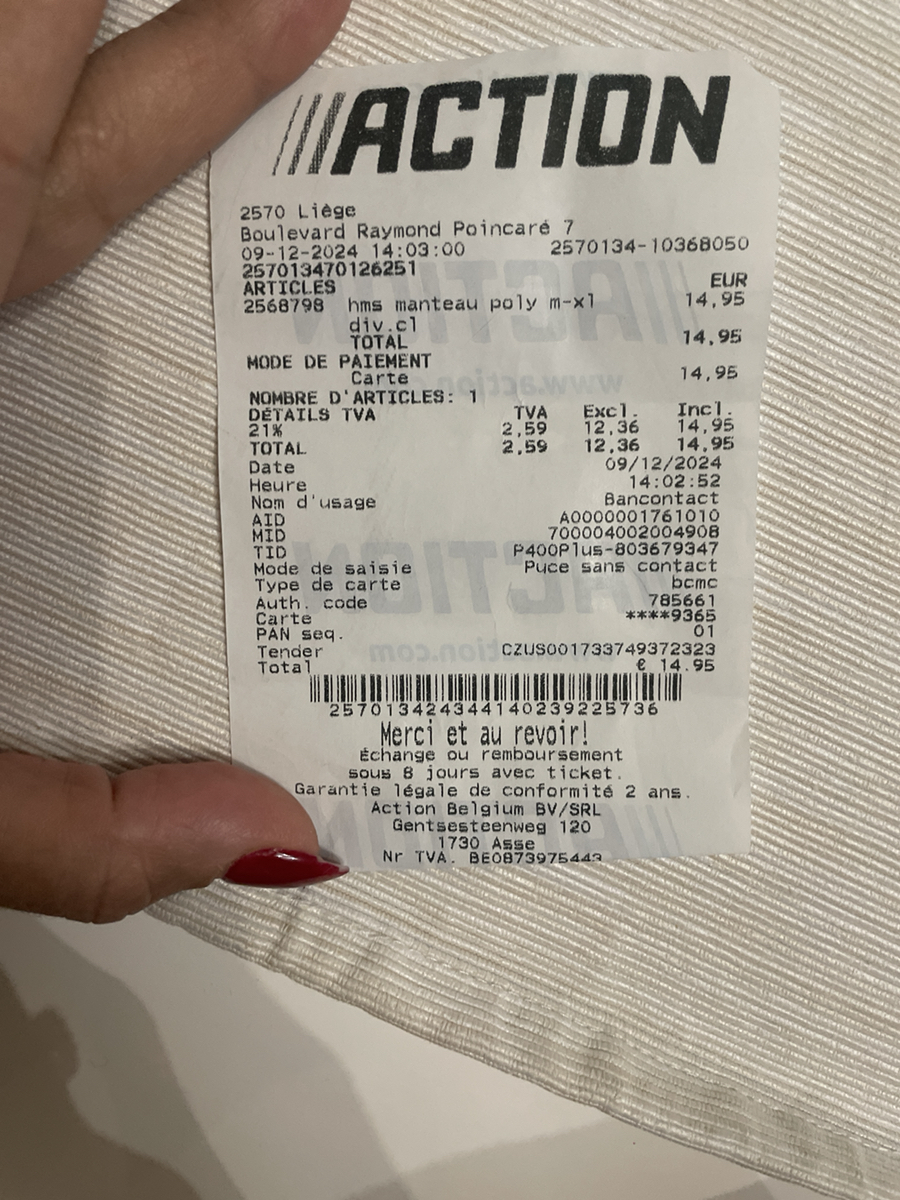 ACTION
2570 Liège
Boulevard Raymond Poincaré 7
09-12-2024 14:03:00 2570134-10368050
257013470126251
ARTICLES EUR
2568798 hms manteau poly m-xl 14,95
div.cl
TOTAL 14,95
MODE DE PAIEMENT
Carte 14,95
NOMBRE D'ARTICLES: 1
DÉTAILS TVA TVA Excl. Incl.
21% 2,59 12,36 14,95
TOTAL 2,59 12,36 14,95
Date 09/12/2024
Heure 14:02:52
Nom d'usage Bancontact
AID A0000001761010
MID 700004002004908
TID P400Plus-803679347
Mode de saisie Puce sans contact
Type de carte bcmc
Auth. code 785661
Carte ****9365
PAN seq. 01
Tender CZUS001733749372323
Total € 14.95
2570134243441402392257​36
Merci et au revoir!
Échange ou remboursement
sous 8 jours avec ticket.
Garantie légale de conformité 2 ans.
Action Belgium BV/SRL
Gentsesteenweg 120
1730 Asse
Nr TVA. BE0873975443